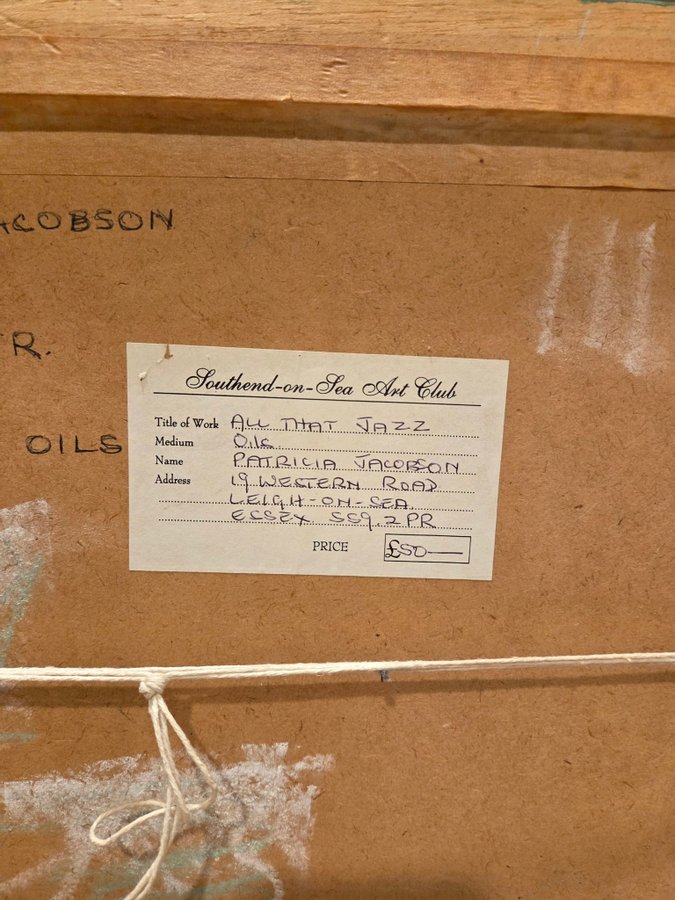 ACOBSON
R.
OILS
Southend-on-Sea Art Club
Title of Work ALL THAT JAZZ
Medium OIL
Name PATRICIA JACOBSON
Address 19 WESTERN ROAD
LEIGH-ON-SEA.
ESSEX SS9.2PR
PRICE £50—